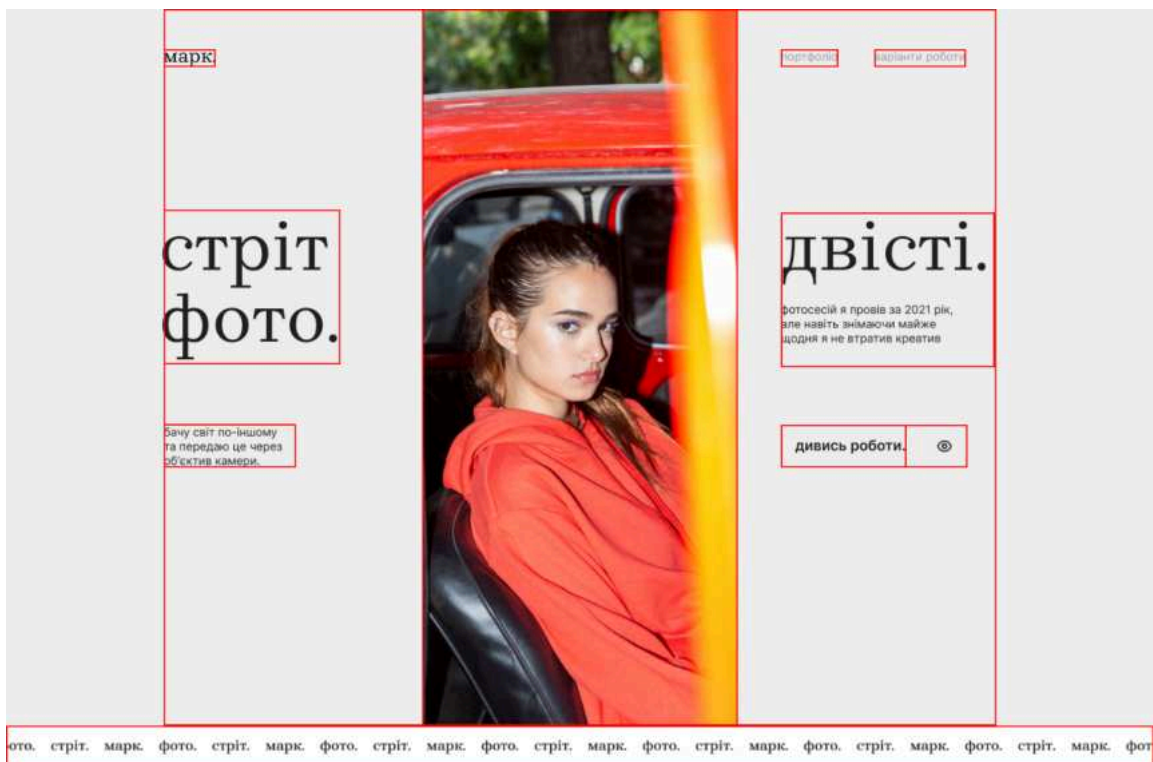 марк.
портфоліо варіанти роботи
стріт
фото.
двісті.
фотосесій я провів за 2021 рік,
але навіть знімаючи майже
щодня я не втратив креатив
бачу світ по-іншому
та передаю це через
об'єктив камери.
дивись роботи.
ото. стріт. марк. фото. стріт. марк. фото. стріт. марк. фото. стріт. марк. фото. стріт. марк. фото. стріт. марк. фото. стріт. марк. фот